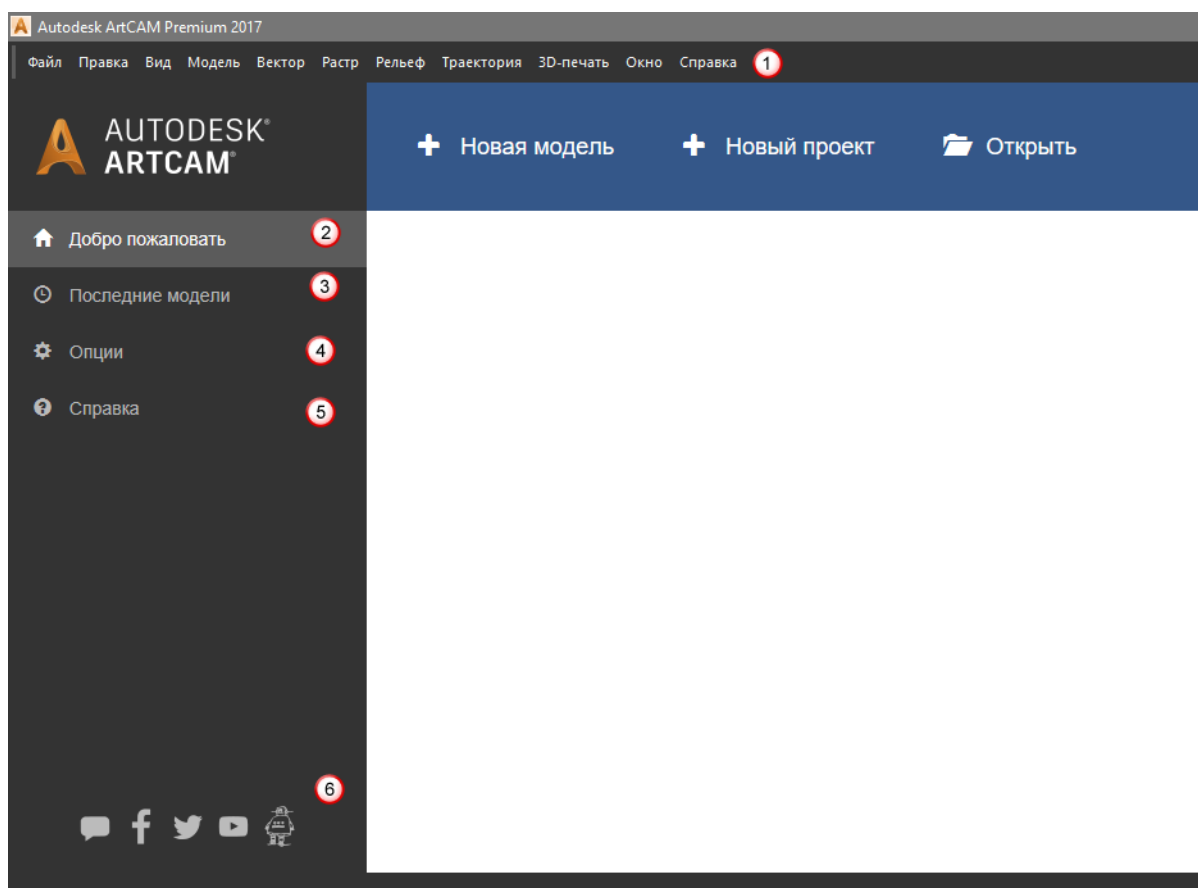 Autodesk ArtCAM Premium 2017
Файл Правка Вид Модель Вектор Растр Рельеф Траектория 3D-печать Окно Справка 1
AUTODESK®
ARTCAM®
Новая модель Новый проект Открыть
Добро пожаловать 2
Последние модели 3
Опции 4
Справка 5
6